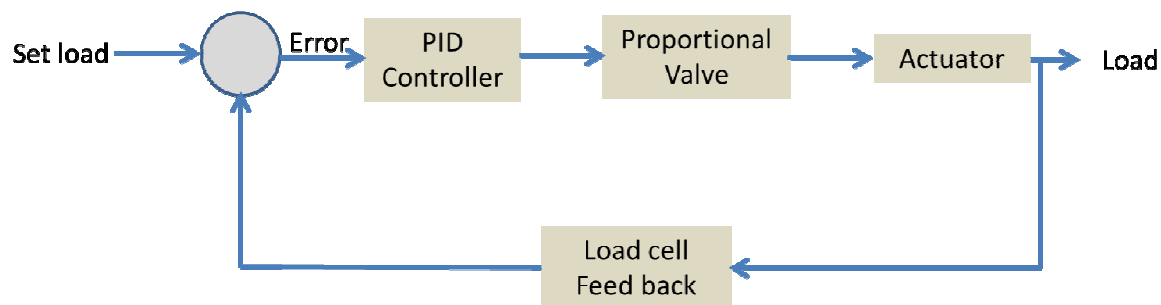 Set load
Error
PID
Controller
Proportional
Valve
Actuator
Load
Load cell
Feed back